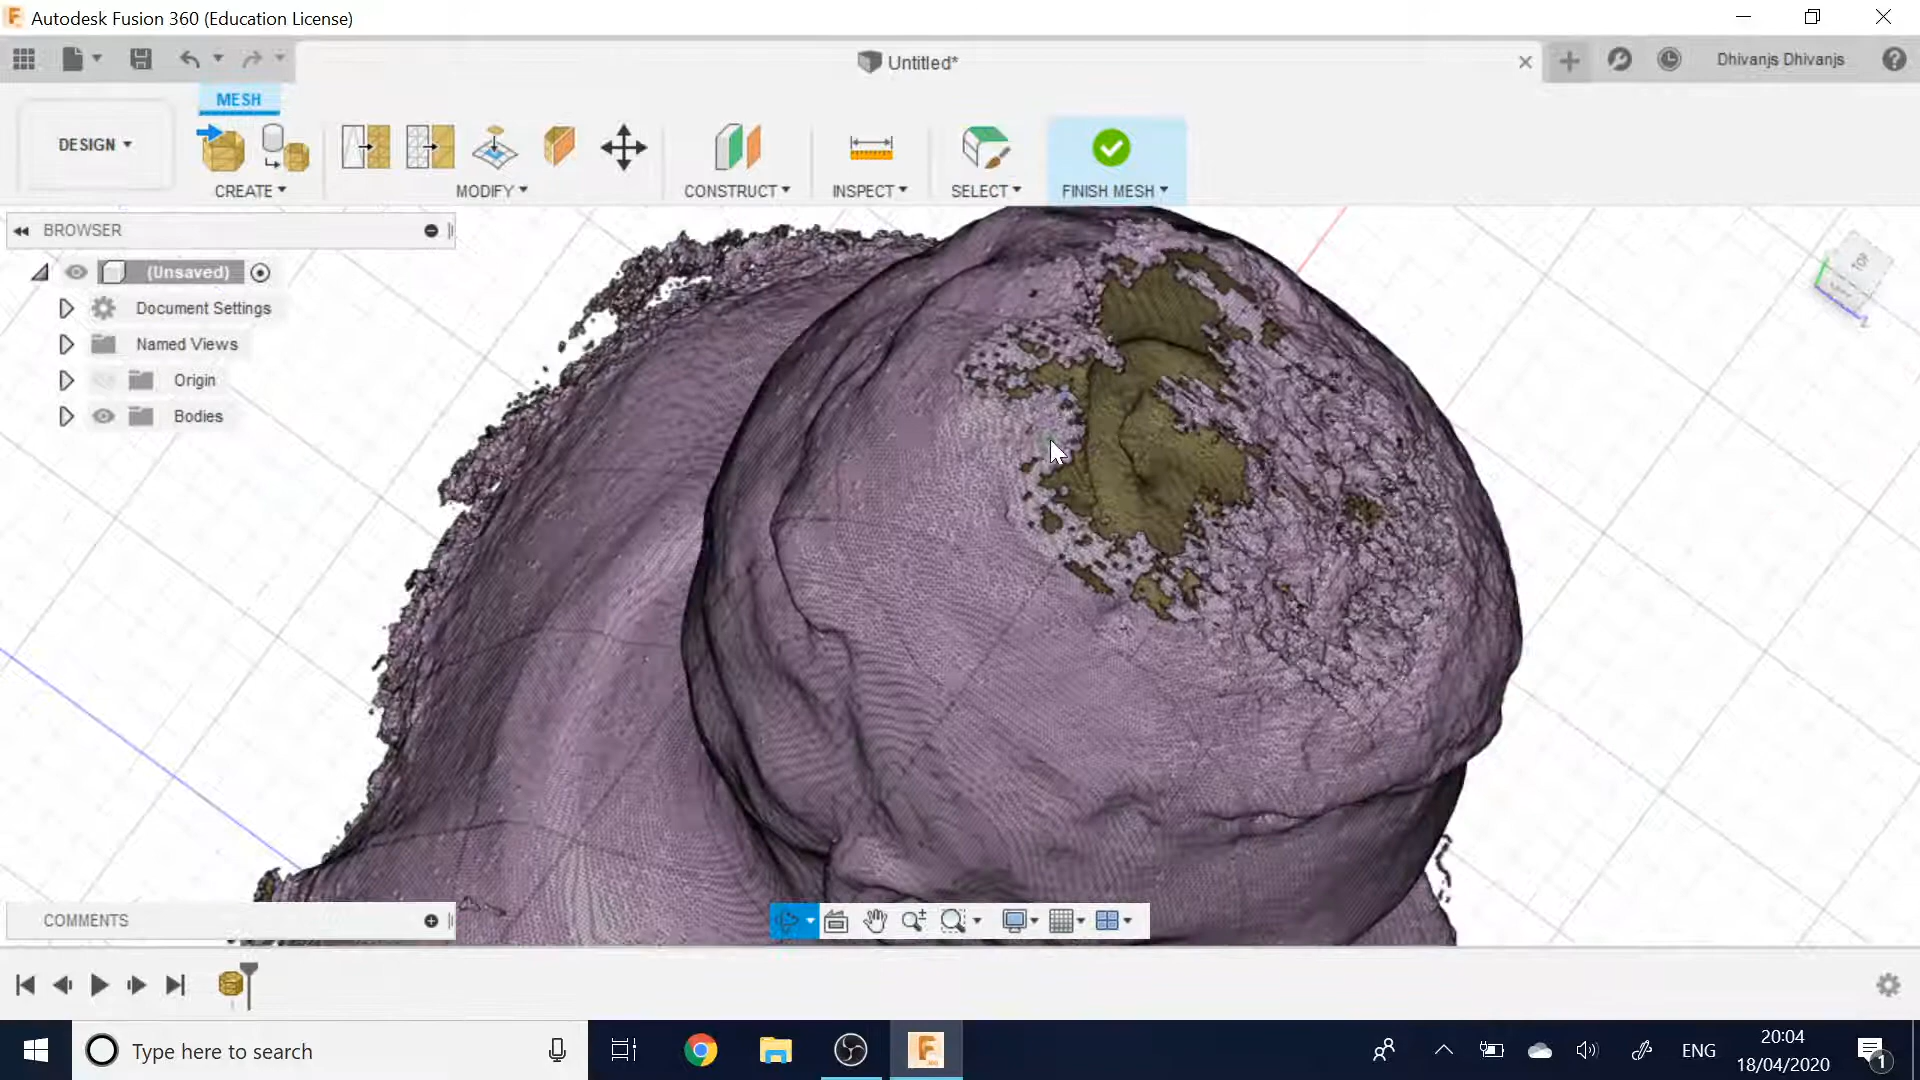 Autodesk Fusion 360 (Education License)
Untitled*
Dhivanjs Dhivanjs
MESH
DESIGN
CREATE
MODIFY
CONSTRUCT
INSPECT
SELECT
FINISH MESH
BROWSER
(Unsaved)
Document Settings
Named Views
Origin
Bodies
COMMENTS
Type here to search
ENG
20:04
18/04/2020
1